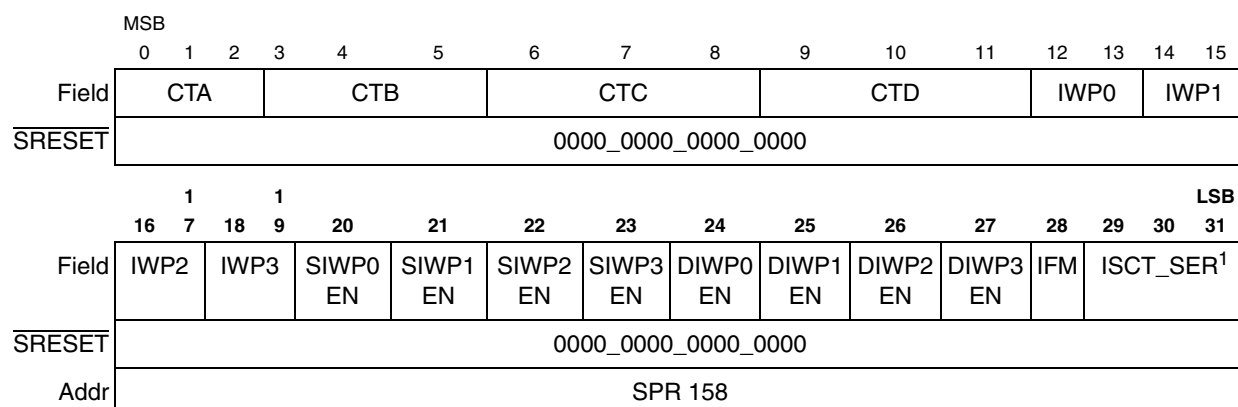 MSB
0 1 2 3 4 5 6 7 8 9 10 11 12 13 14 15
Field CTA CTB CTC CTD IWP0 IWP1
SRESET 0000_0000_0000_0000
1 1 LSB
16 7 18 9 20 21 22 23 24 25 26 27 28 29 30 31
Field IWP2 IWP3 SIWP0 SIWP1 SIWP2 SIWP3 DIWP0 DIWP1 DIWP2 DIWP3 IFM ISCT_SER1
EN EN EN EN EN EN EN EN
SRESET 0000_0000_0000_0000
Addr SPR 158